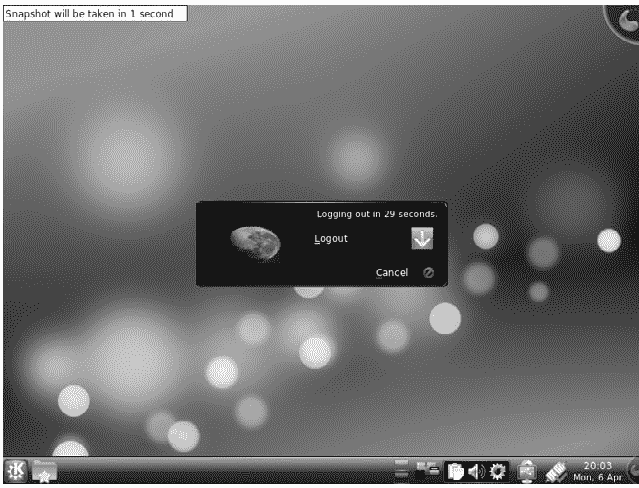 Snapshot will be taken in 1 second
Logging out in 29 seconds.
Logout
Cancel
20:03
Mon, 6 Apr